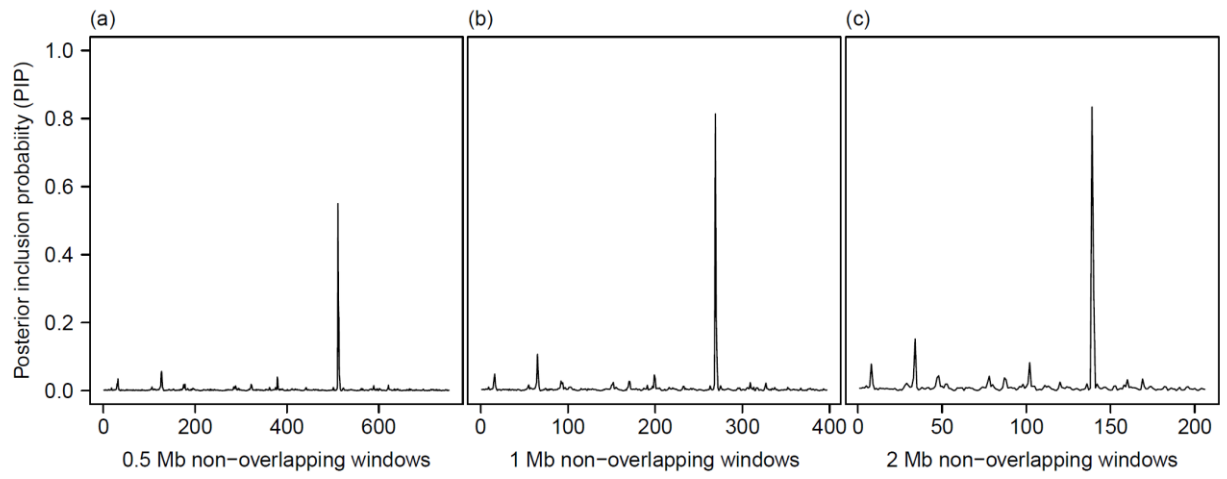 (a) (b) (c)
Posterior inclusion probabiity (PIP)
1.0
0.8
0.6
0.4
0.2
0.0
0 200 400 600 0 100 200 300 400 0 50 100 150 200
0.5 Mb non−overlapping windows 1 Mb non−overlapping windows 2 Mb non−overlapping windows